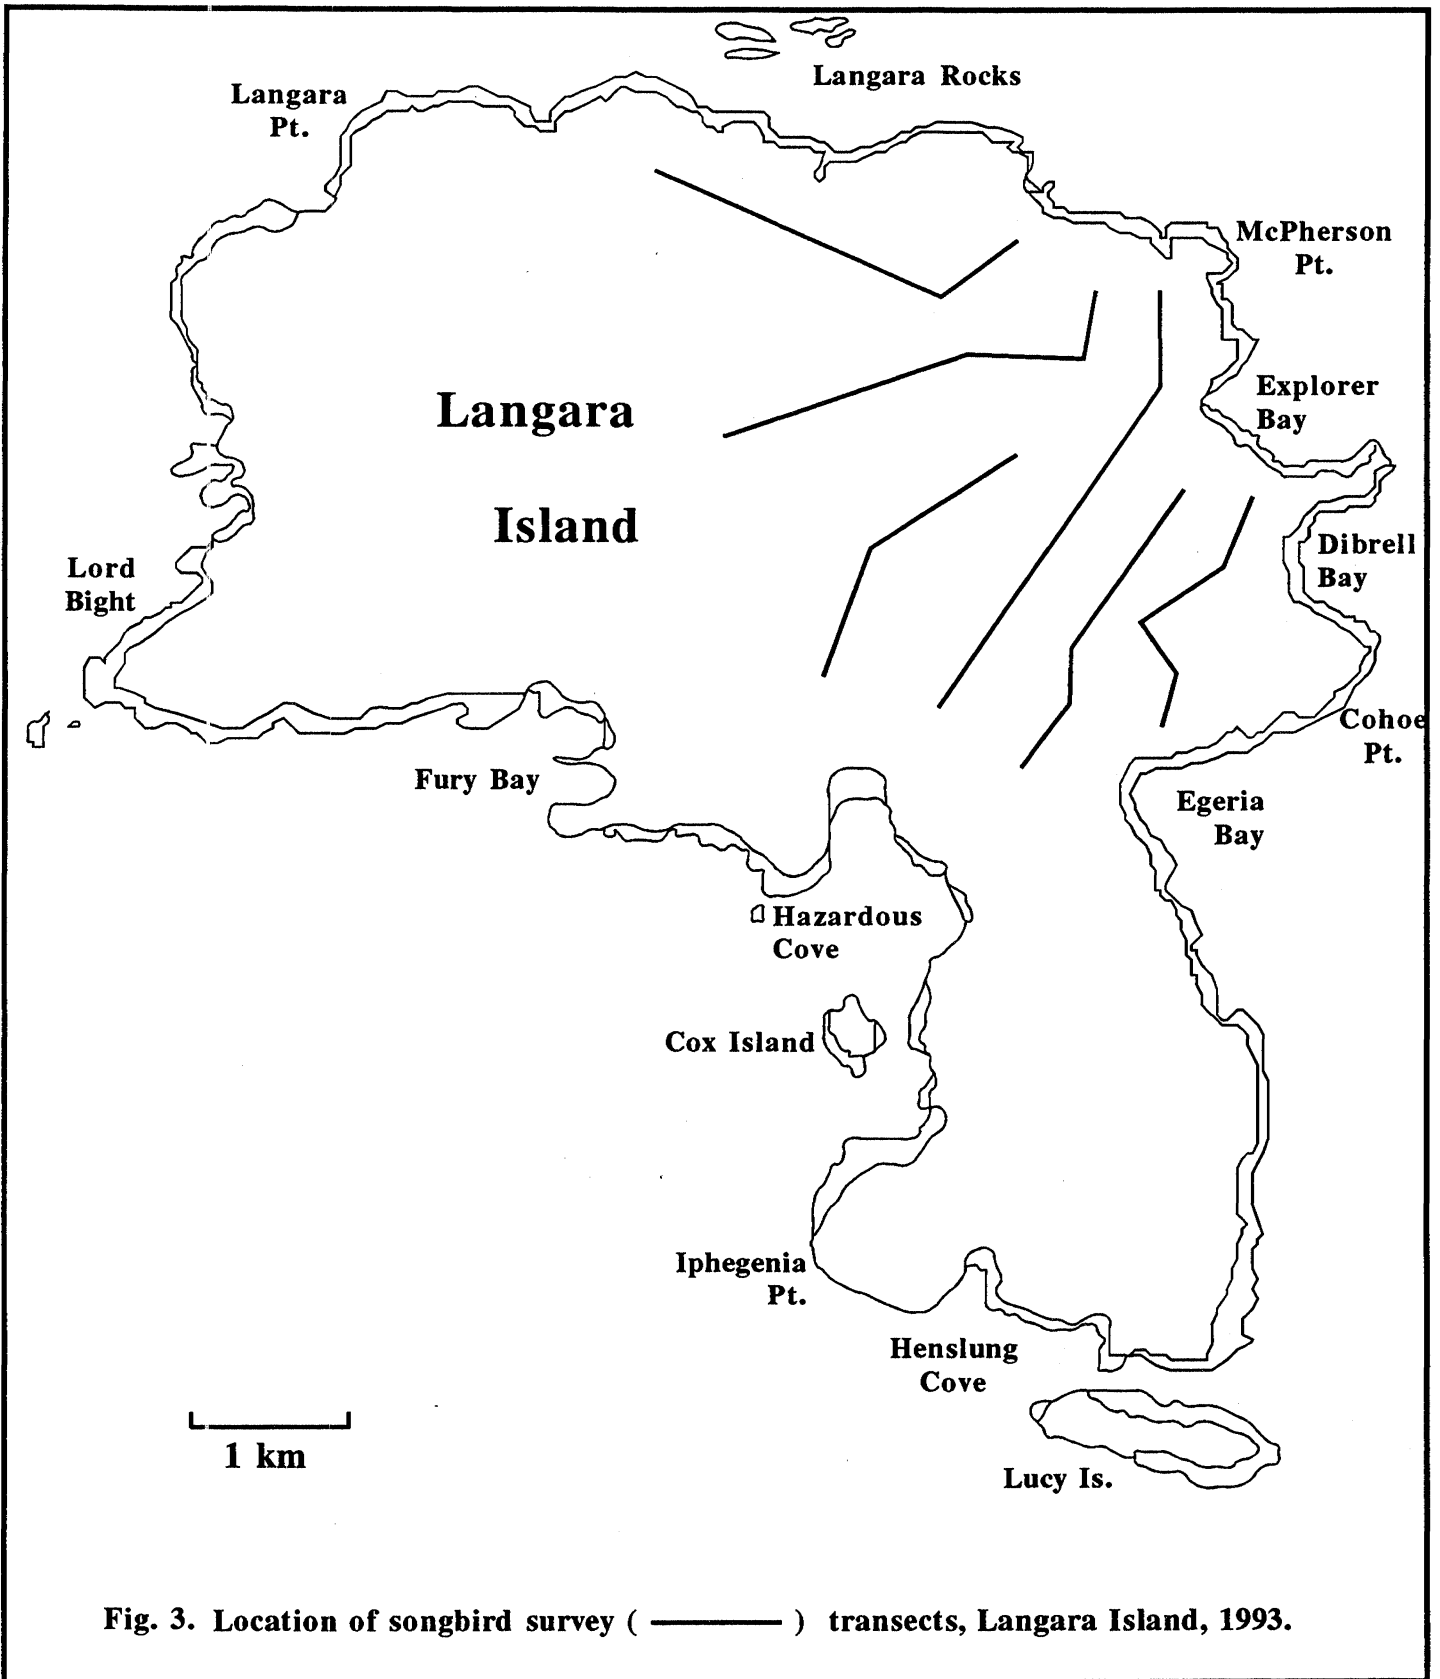 Langara Rocks
Langara
Pt.
McPherson
Pt.
Explorer
Bay
Langara
Island
Dibrell
Bay
Lord
Bight
Cohoe
Pt.
Fury Bay
Egeria
Bay
Hazardous
Cove
Cox Island
Iphegenia
Pt.
Henslung
Cove
1 km
Lucy Is.
Fig. 3. Location of songbird survey ( ——— ) transects, Langara Island, 1993.